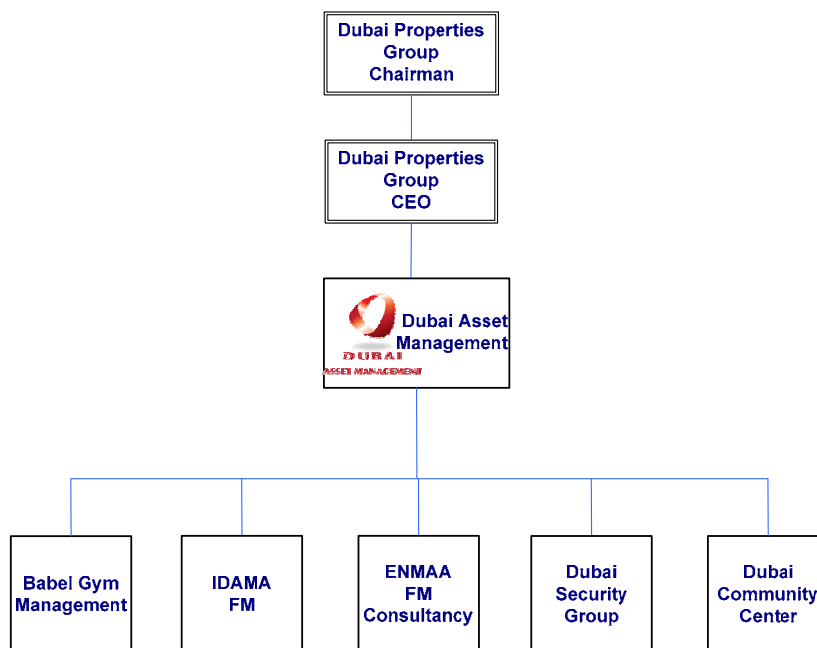 Dubai Properties
Group
Chairman
Dubai Properties
Group
CEO
Dubai Asset
Management
DUBAI
ASSET MANAGEMENT
Babel Gym
Management
IDAMA
FM
ENMAA
FM
Consultancy
Dubai
Security
Group
Dubai
Community
Center